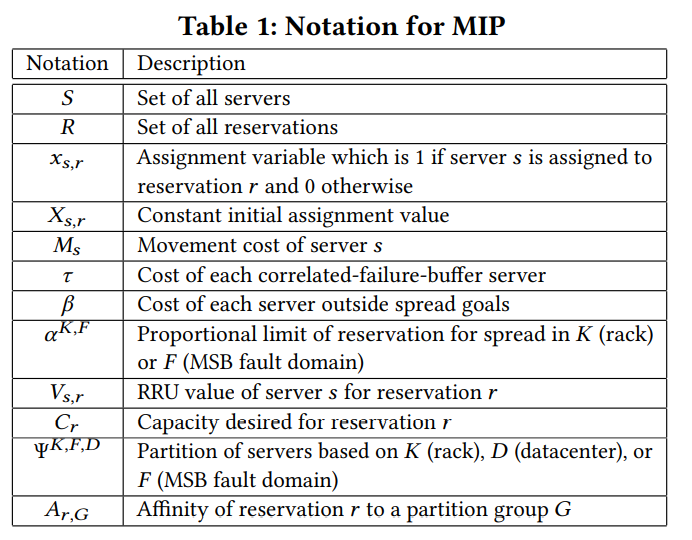 Table 1: Notation for MIP
Notation Description
S Set of all servers
R Set of all reservations
x_{s,r} Assignment variable which is 1 if server s is assigned to
reservation r and 0 otherwise
X_{s,r} Constant initial assignment value
M_s Movement cost of server s
τ Cost of each correlated-failure-buffer server
β Cost of each server outside spread goals
α^{K,F} Proportional limit of reservation for spread in K (rack)
or F (MSB fault domain)
V_{s,r} RRU value of server s for reservation r
C_r Capacity desired for reservation r
Ψ^{K,F,D} Partition of servers based on K (rack), D (datacenter), or
F (MSB fault domain)
A_{r,G} Affinity of reservation r to a partition group G